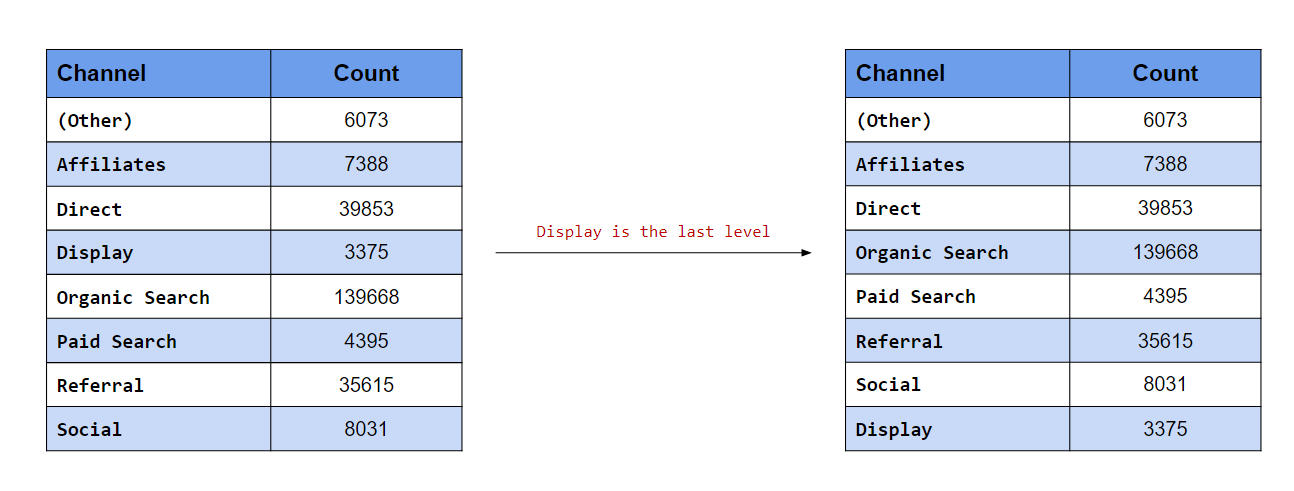 Channel Count
(Other) 6073
Affiliates 7388
Direct 39853
Display 3375
Organic Search 139668
Paid Search 4395
Referral 35615
Social 8031
Display is the last level
Channel Count
(Other) 6073
Affiliates 7388
Direct 39853
Organic Search 139668
Paid Search 4395
Referral 35615
Social 8031
Display 3375